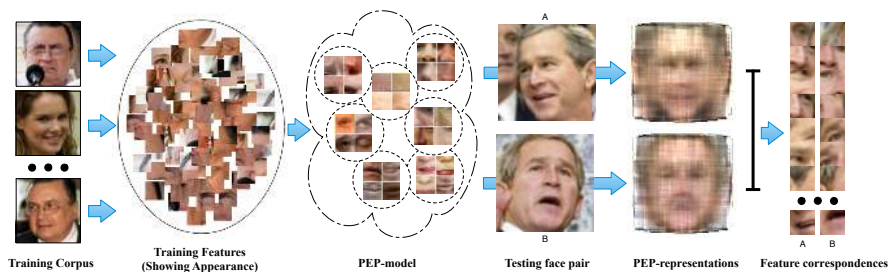 A
B
A B
Training Corpus
Training Features
(Showing Appearance)
PEP-model
Testing face pair
PEP-representations
Feature correspondences